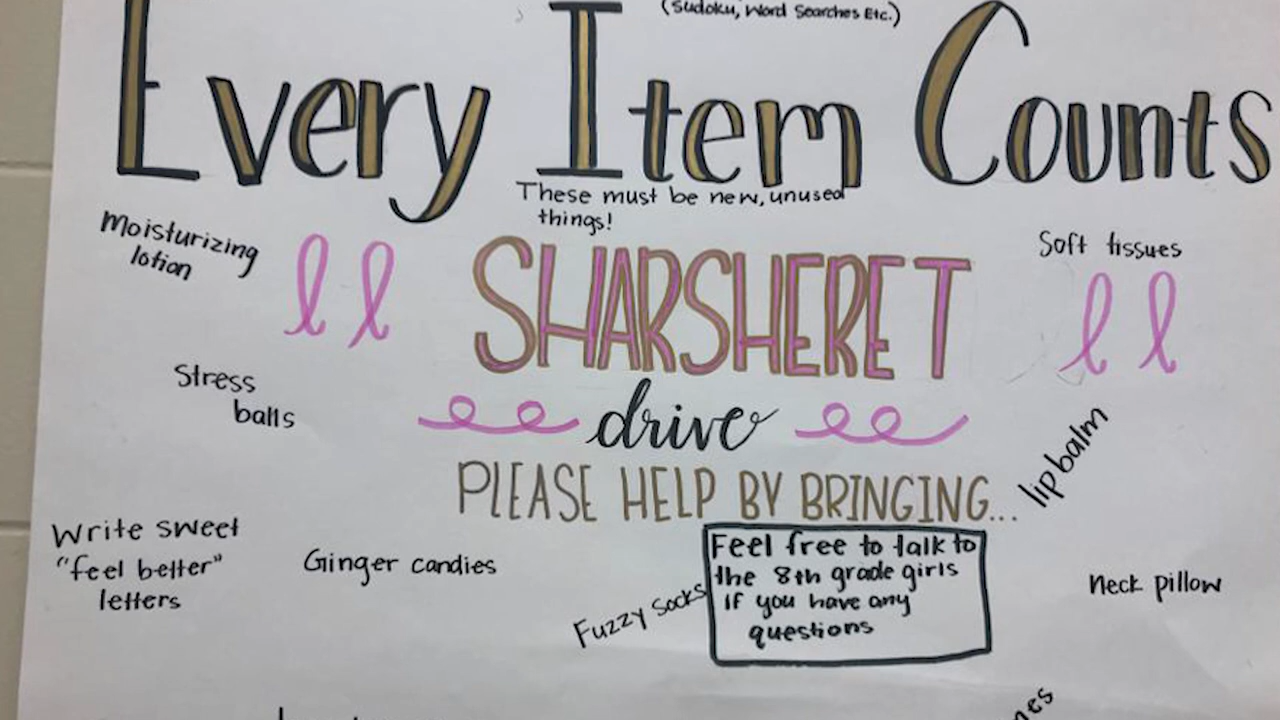 (Sudoku, Word Searches Etc.)
Every Item Counts
These must be new, unused
things!
Moisturizing
lotion
SHARSHERET
Soft tissues
Stress
balls
drive
lip balm
PLEASE HELP BY BRINGING...
Write sweet
"feel better"
letters
Ginger candies
Fuzzy Socks
Feel free to talk to
the 8th grade girls
if you have any
questions
Neck pillow